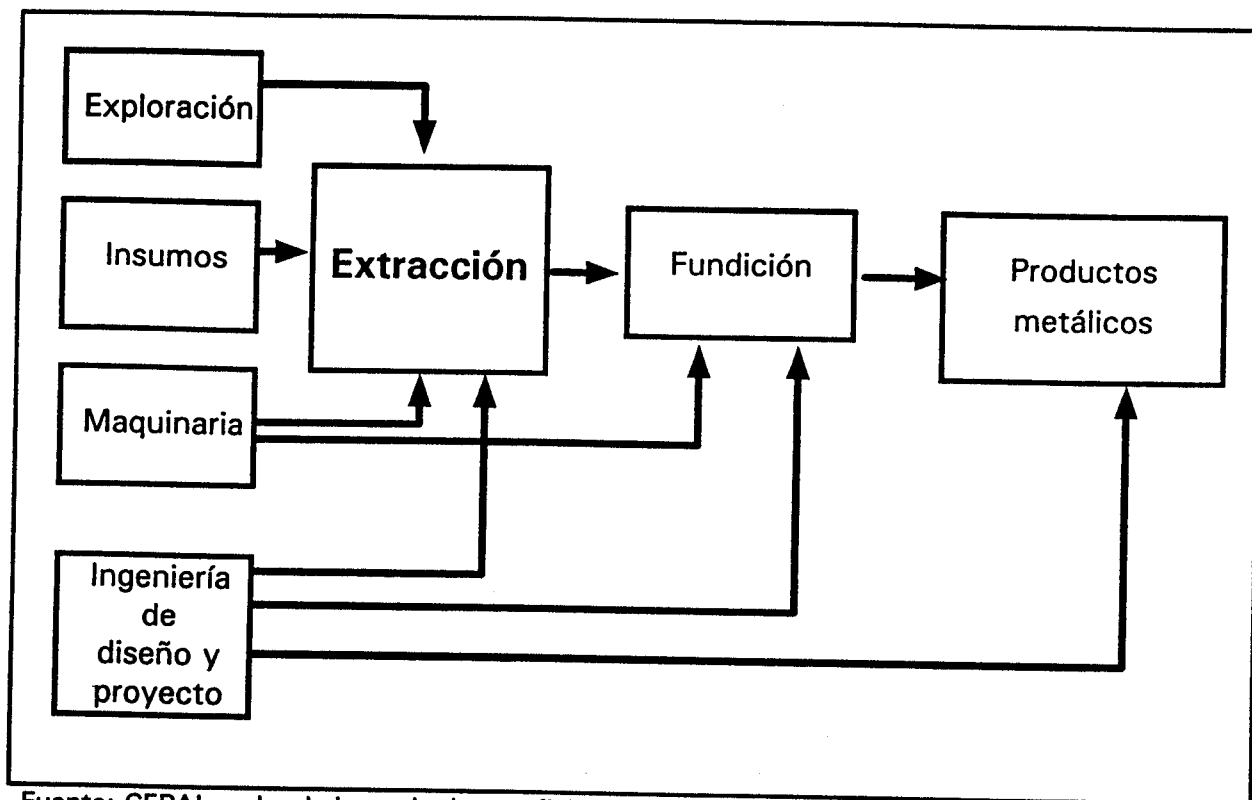 Exploración
Insumos
Extracción
Fundición
Productos
metálicos
Maquinaria
Ingeniería
de
diseño y
proyecto
Fuente: CEPAL